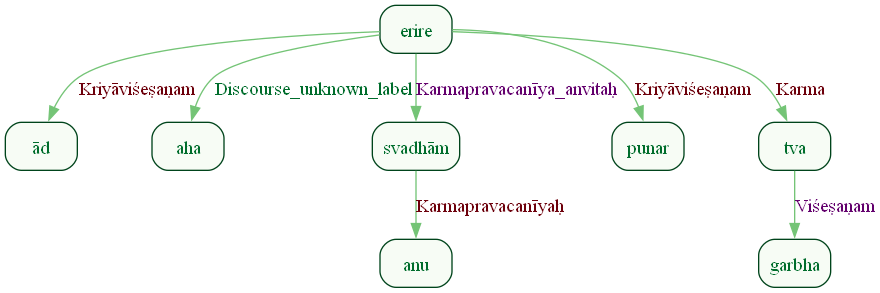 erire
Kriyāviśeṣaṇam Discourse_unknown_label Karmapravacanīya_anvitaḥ Kriyāviśeṣaṇam Karma
ād aha svadhām punar tva
Karmapravacanīyaḥ Viśeṣaṇam
anu garbha